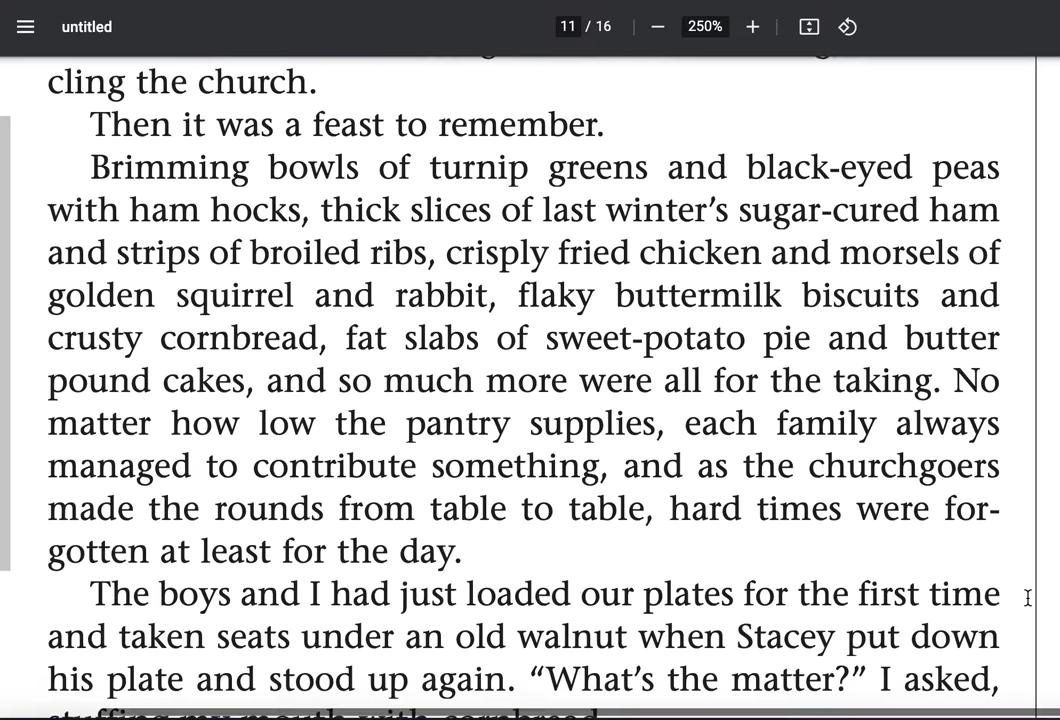 untitled
11 / 16
250%
cling the church.
Then it was a feast to remember.
Brimming bowls of turnip greens and black-eyed peas
with ham hocks, thick slices of last winter’s sugar-cured ham
and strips of broiled ribs, crisply fried chicken and morsels of
golden squirrel and rabbit, flaky buttermilk biscuits and
crusty cornbread, fat slabs of sweet-potato pie and butter
pound cakes, and so much more were all for the taking. No
matter how low the pantry supplies, each family always
managed to contribute something, and as the churchgoers
made the rounds from table to table, hard times were for-
gotten at least for the day.
The boys and I had just loaded our plates for the first time
and taken seats under an old walnut when Stacey put down
his plate and stood up again. “What’s the matter?” I asked,
stuffing my mouth with cornbread.